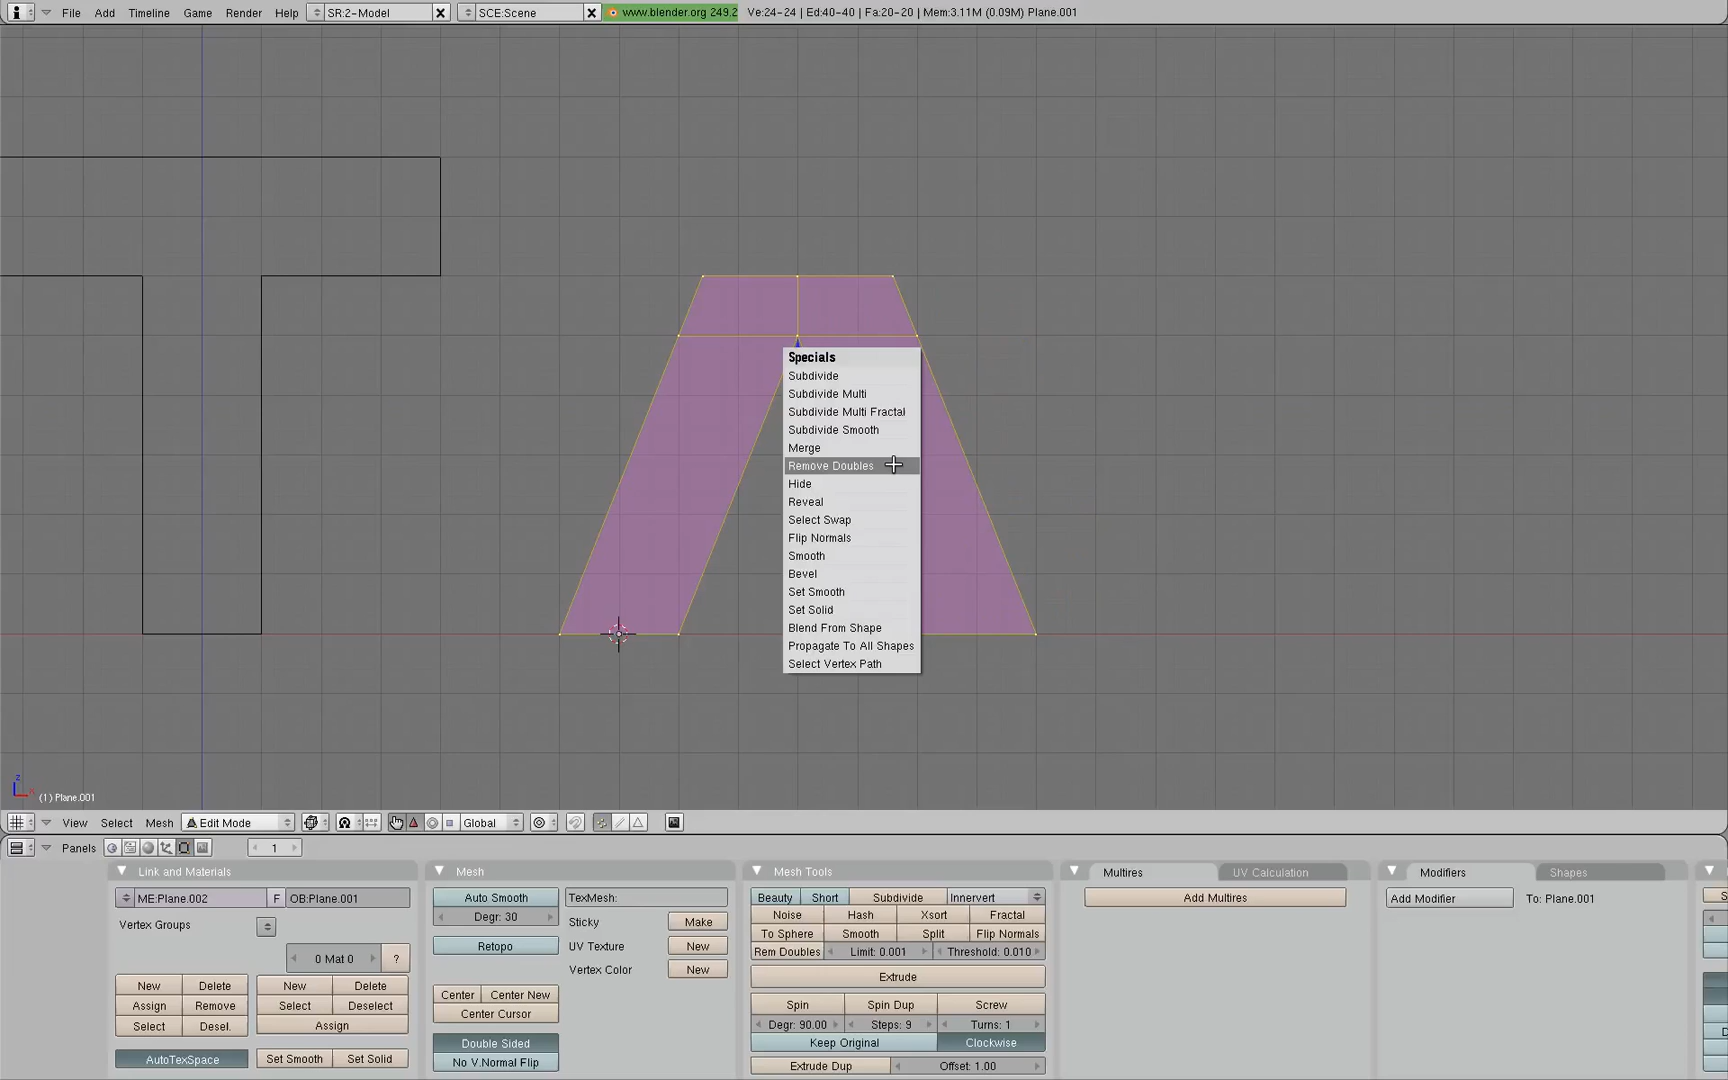 File Add Timeline Game Render Help SR:2-Model SCE:Scene www.blender.org 249.2 Ve:24-24 | Ed:40-40 | Fa:20-20 | Mem:3.11M (0.09M) Plane.001
Specials
Subdivide
Subdivide Multi
Subdivide Multi Fractal
Subdivide Smooth
Merge
Remove Doubles
Hide
Reveal
Select Swap
Flip Normals
Smooth
Bevel
Set Smooth
Set Solid
Blend From Shape
Propagate To All Shapes
Select Vertex Path
z
(1) Plane.001
View Select Mesh Edit Mode Global
Panels 1
Link and Materials
ME:Plane.002 F OB:Plane.001
Vertex Groups
0 Mat 0 ?
New Delete New Delete
Assign Remove Select Deselect
Select Desel. Assign
AutoTexSpace Set Smooth Set Solid
Mesh
Auto Smooth TexMesh:
Degr: 30 Sticky Make
Retopo UV Texture New
Vertex Color New
Center Center New
Center Cursor
Double Sided
No V.Normal Flip
Mesh Tools
Beauty Short Subdivide Innervert
Noise Hash Xsort Fractal
To Sphere Smooth Split Flip Normals
Rem Doubles Limit: 0.001 Threshold: 0.010
Extrude
Spin Spin Dup Screw
Degr: 90.00 Steps: 9 Turns: 1
Keep Original Clockwise
Extrude Dup Offset: 1.00
Multires UV Calculation
Add Multires
Modifiers Shapes
Add Modifier To: Plane.001